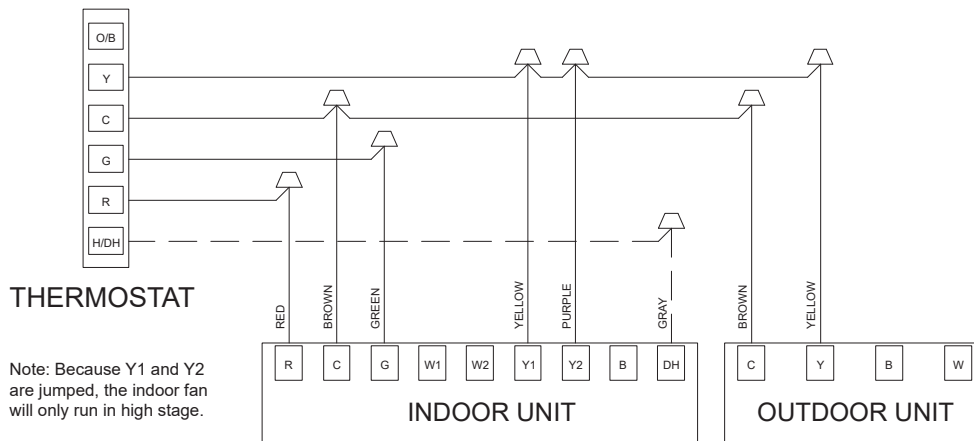 O/B
Y
C
G
R
H/DH
THERMOSTAT
Note: Because Y1 and Y2
are jumped, the indoor fan
will only run in high stage.
RED
BROWN
GREEN
YELLOW
PURPLE
GRAY
BROWN
YELLOW
R C G W1 W2 Y1 Y2 B DH
INDOOR UNIT
C Y B W
OUTDOOR UNIT